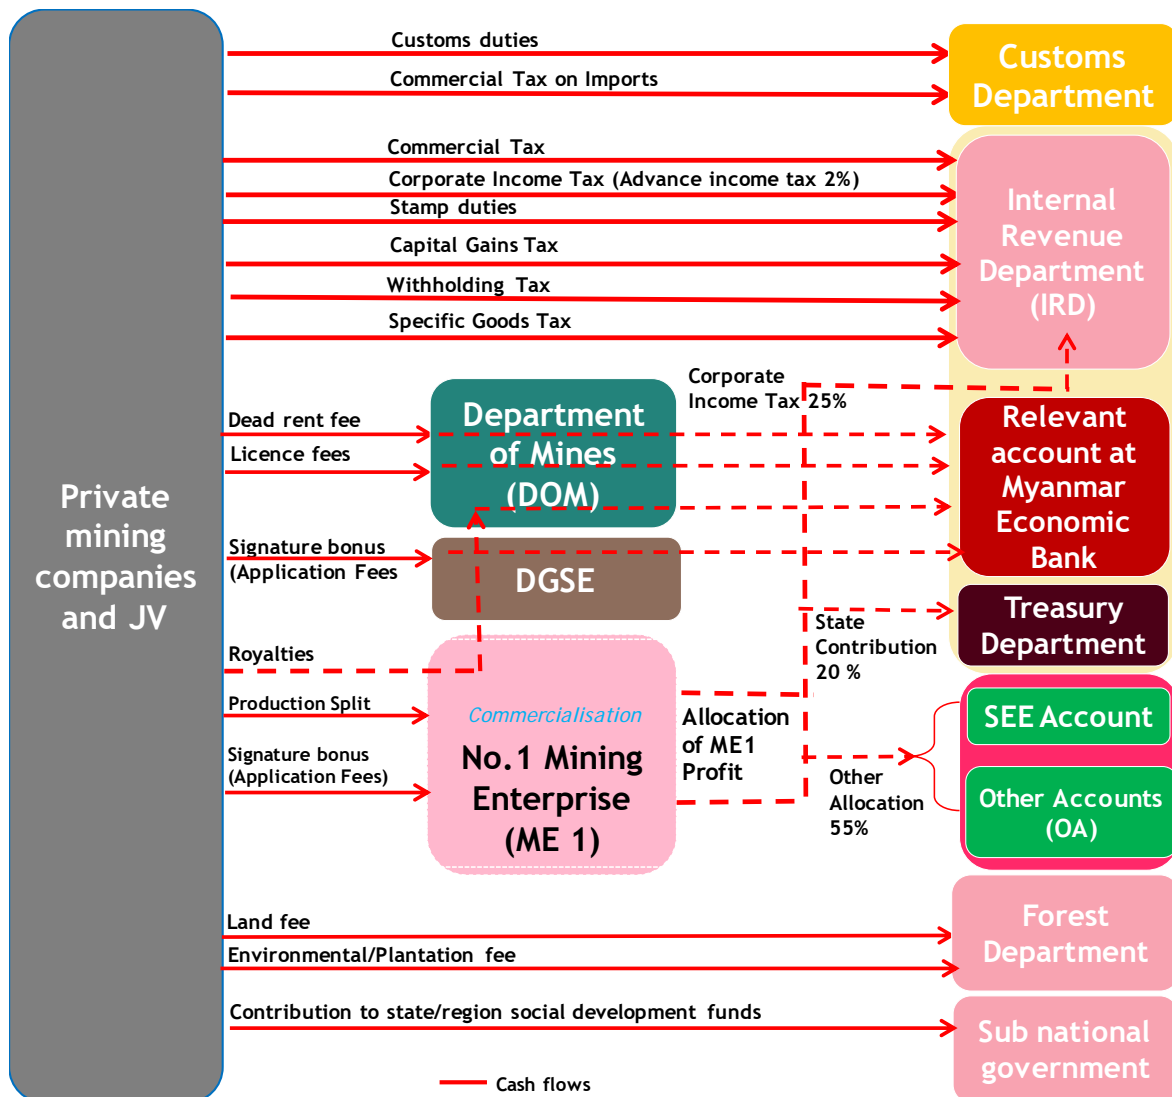 Customs duties
Commercial Tax on Imports
Customs
Department
Commercial Tax
Corporate Income Tax (Advance income tax 2%)
Stamp duties
Capital Gains Tax
Withholding Tax
Specific Goods Tax
Internal
Revenue
Department
(IRD)
Private
mining
companies
and JV
Dead rent fee
Licence fees
Department
of Mines
(DOM)
Corporate
Income Tax 25%
Relevant
account at
Myanmar
Economic
Bank
Signature bonus
(Application Fees
DGSE
Treasury
Department
State
Contribution
20 %
Royalties
Production Split
Signature bonus
(Application Fees)
Commercialisation
No.1 Mining
Enterprise
(ME 1)
Allocation
of ME1
Profit
Other
Allocation
55%
SEE Account
Other Accounts
(OA)
Land fee
Environmental/Plantation fee
Forest
Department
Contribution to state/region social development funds
Sub national
government
Cash flows